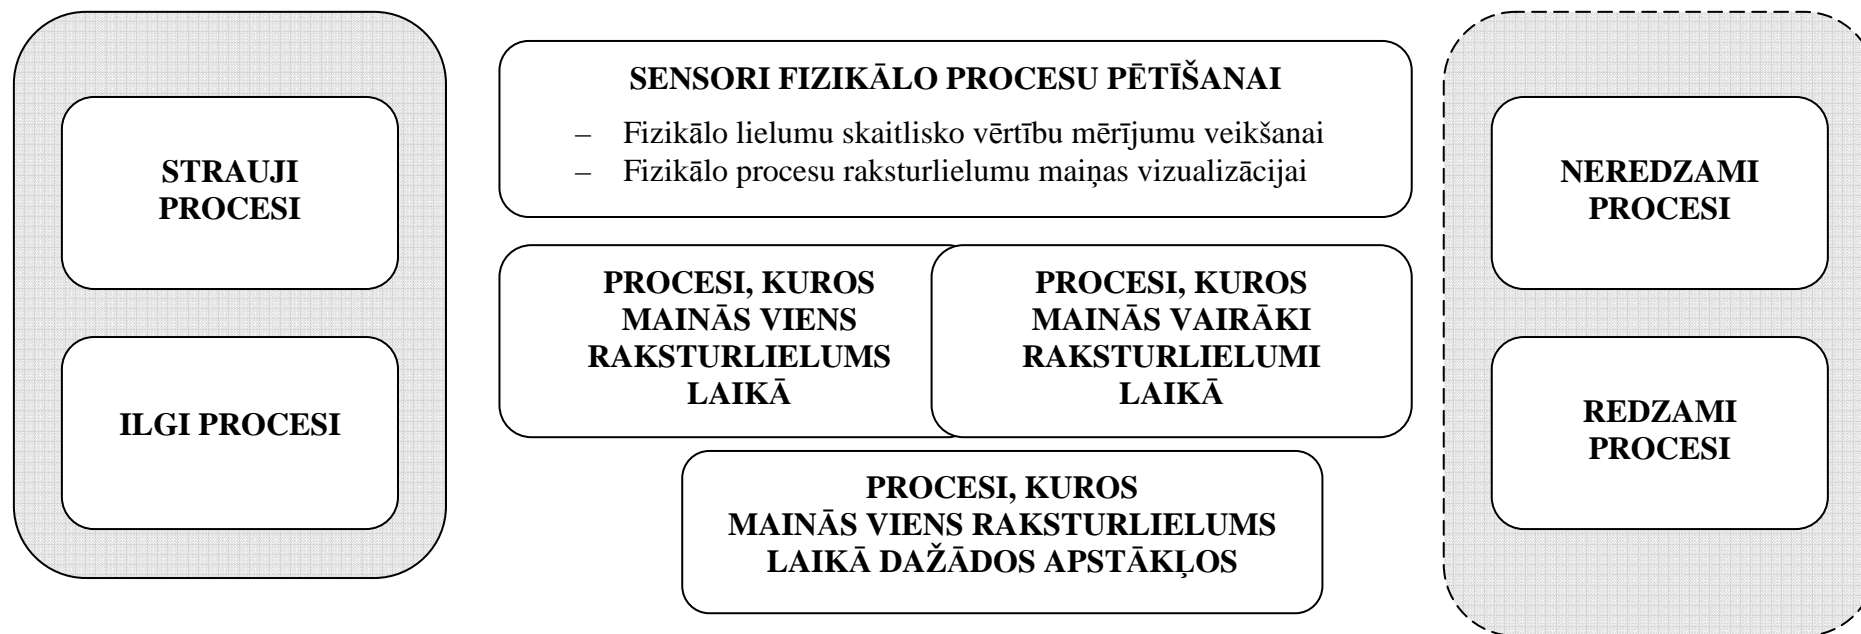 STRAUJI
PROCESI
ILGI PROCESI
SENSORI FIZIKĀLO PROCESU PĒTĪŠANAI
– Fizikālo lielumu skaitlisko vērtību mērījumu veikšanai
– Fizikālo procesu raksturlielumu maiņas vizualizācijai
PROCESI, KUROS
MAINĀS VIENS
RAKSTURLIELUMS
LAIKĀ
PROCESI, KUROS
MAINĀS VAIRĀKI
RAKSTURLIELUMI
LAIKĀ
PROCESI, KUROS
MAINĀS VIENS RAKSTURLIELUMS
LAIKĀ DAŽĀDOS APSTĀKĻOS
NEREDZAMI
PROCESI
REDZAMI
PROCESI